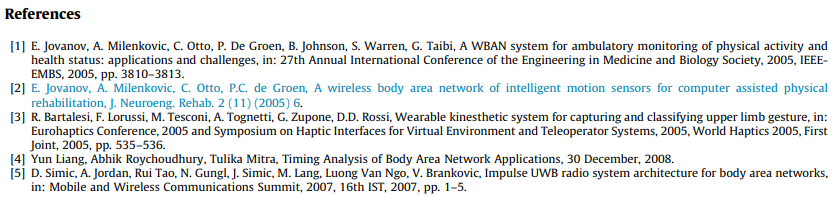 References
[1] E. Jovanov, A. Milenkovic, C. Otto, P. De Groen, B. Johnson, S. Warren, G. Taibi, A WBAN system for ambulatory monitoring of physical activity and
health status: applications and challenges, in: 27th Annual International Conference of the Engineering in Medicine and Biology Society, 2005, IEEE-
EMBS, 2005, pp. 3810–3813.
[2] E. Jovanov, A. Milenkovic, C. Otto, P.C. de Groen, A wireless body area network of intelligent motion sensors for computer assisted physical
rehabilitation, J. Neuroeng. Rehab. 2 (11) (2005) 6.
[3] R. Bartalesi, F. Lorussi, M. Tesconi, A. Tognetti, G. Zupone, D.D. Rossi, Wearable kinesthetic system for capturing and classifying upper limb gesture, in:
Eurohaptics Conference, 2005 and Symposium on Haptic Interfaces for Virtual Environment and Teleoperator Systems, 2005, World Haptics 2005, First
Joint, 2005, pp. 535–536.
[4] Yun Liang, Abhik Roychoudhury, Tulika Mitra, Timing Analysis of Body Area Network Applications, 30 December, 2008.
[5] D. Simic, A. Jordan, Rui Tao, N. Gungl, J. Simic, M. Lang, Luong Van Ngo, V. Brankovic, Impulse UWB radio system architecture for body area networks,
in: Mobile and Wireless Communications Summit, 2007, 16th IST, 2007, pp. 1–5.